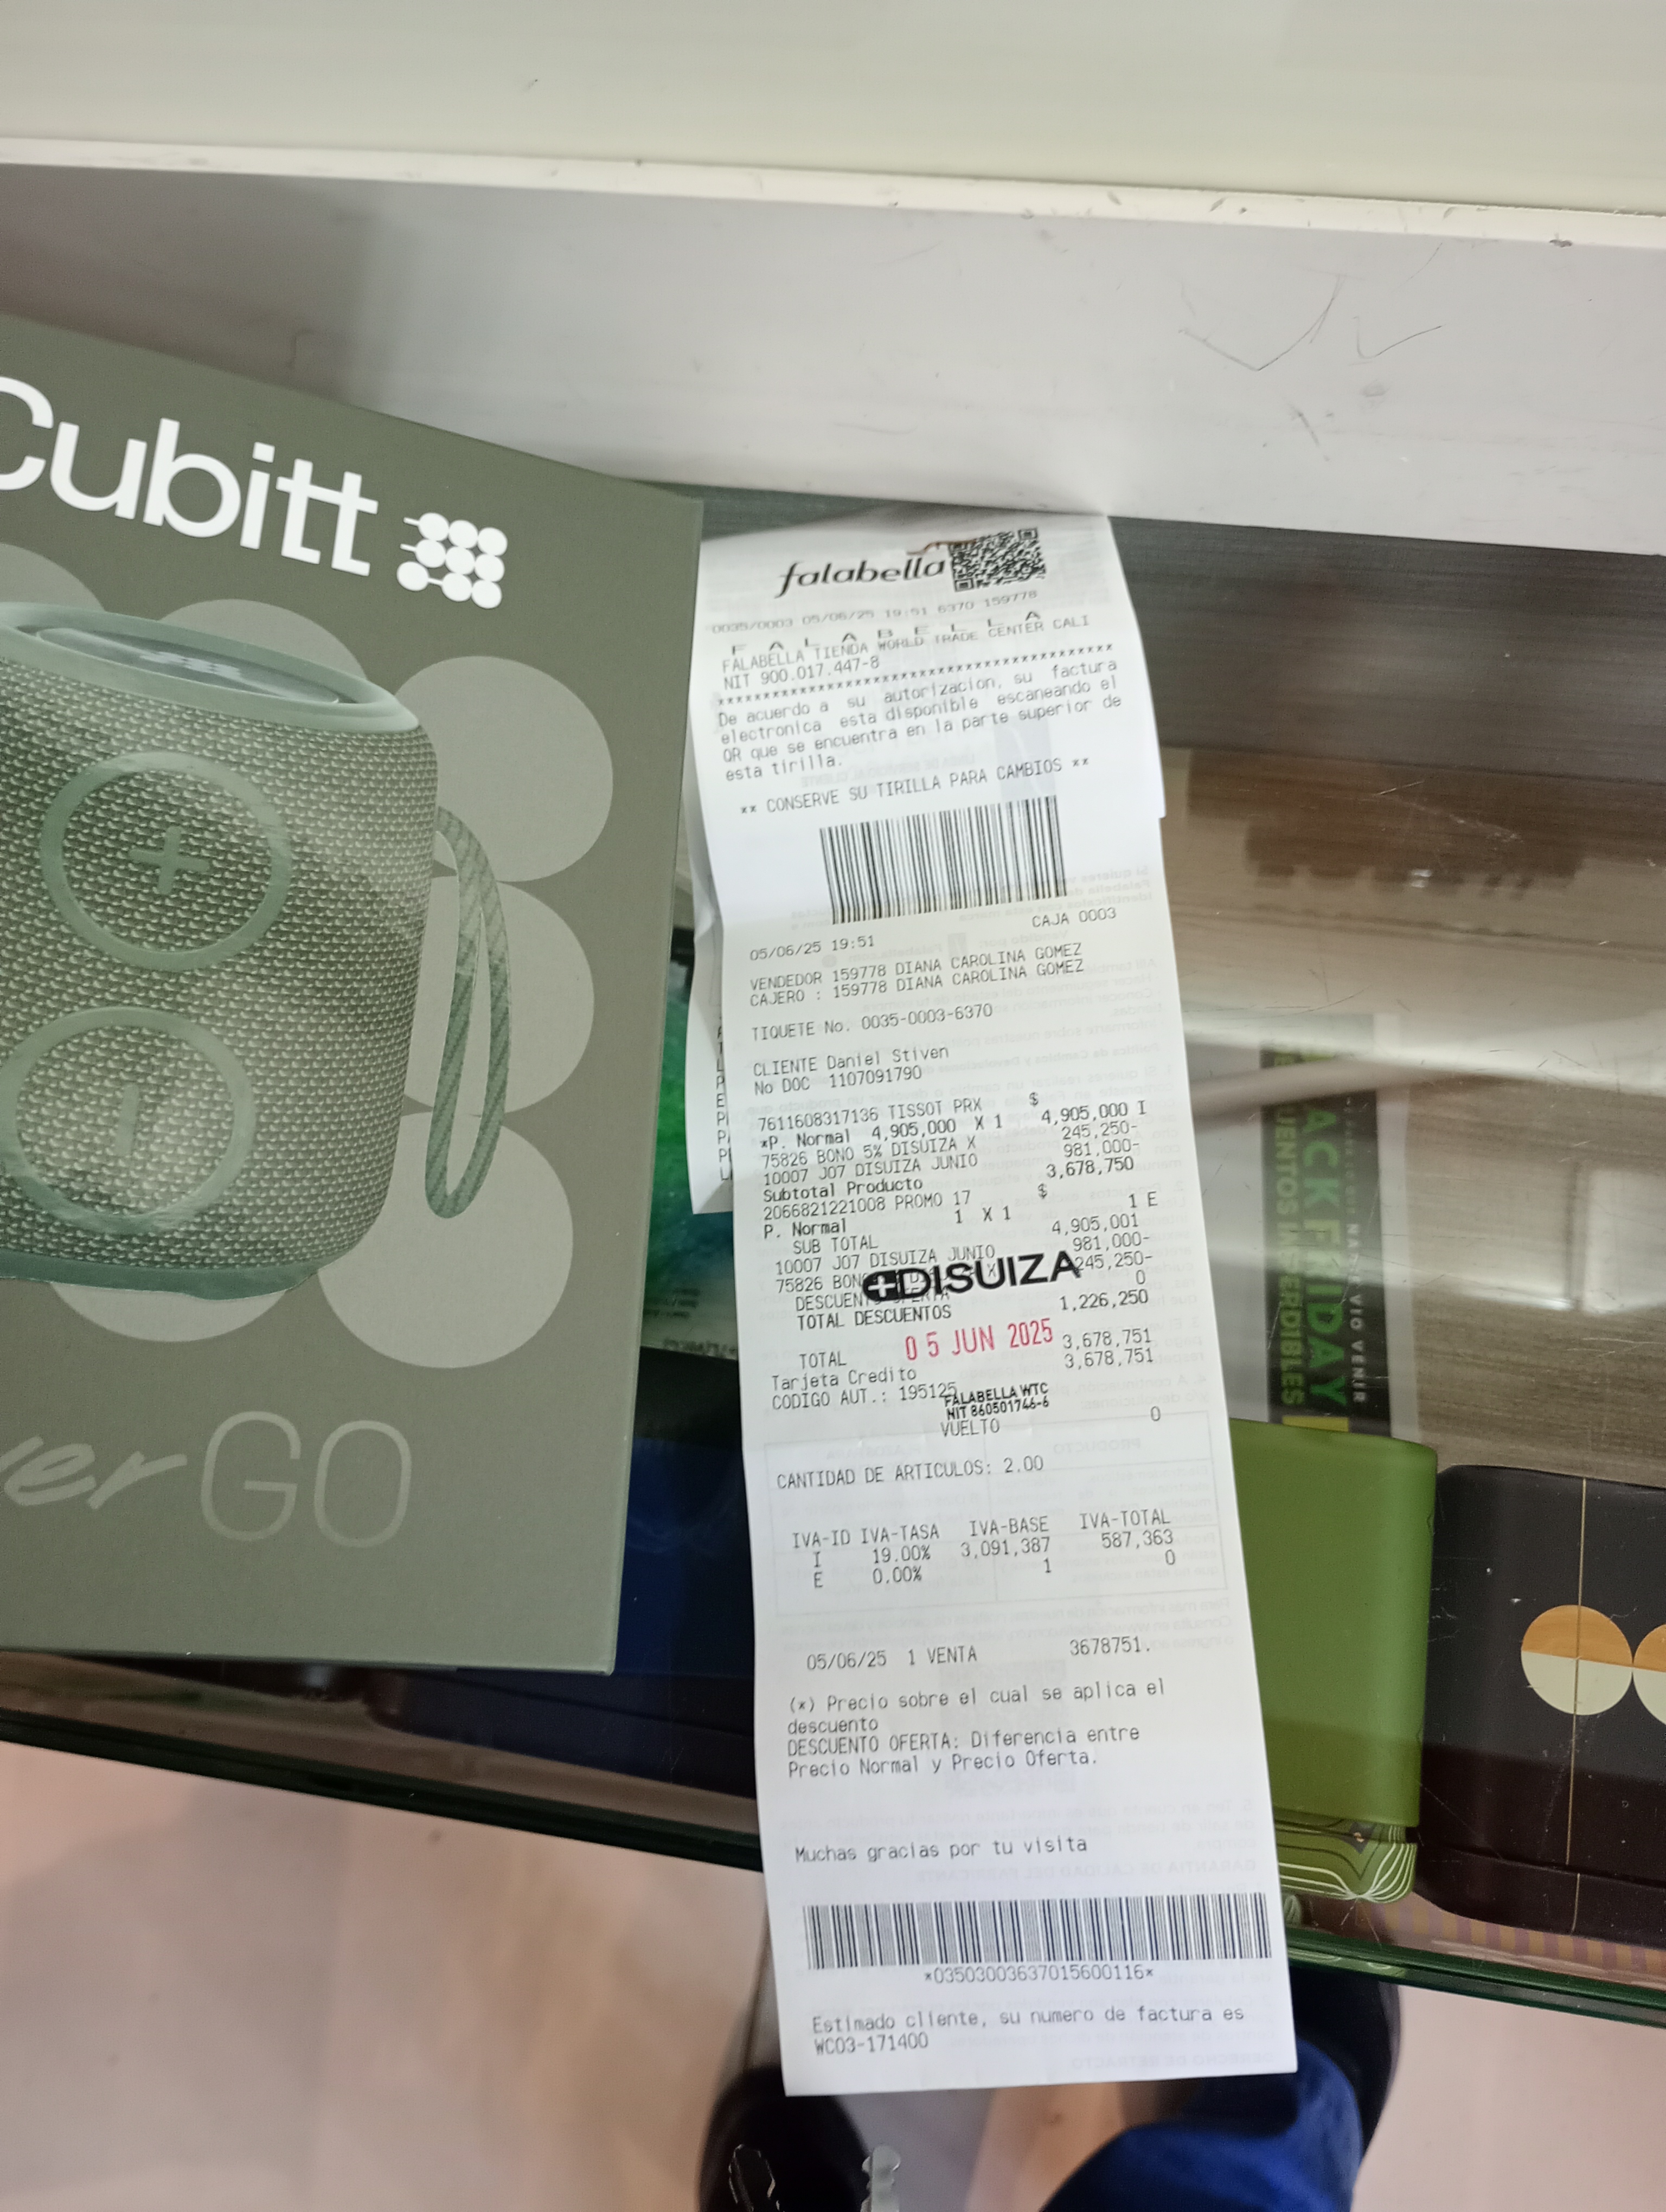 cubitt
GO
falabella
0035/0003 05/06/25 19:51 6370 159778
F A L A B E L L A
FALABELLA TIENDA WORLD TRADE CENTER CALI
NIT 900.017.447-8
****************************************
De acuerdo a su autorizacion, su factura
electronica esta disponible escaneando el
QR que se encuentra en la parte superior de
esta tirilla.
** CONSERVE SU TIRILLA PARA CAMBIOS **
05/06/25 19:51 CAJA 0003
VENDEDOR 159778 DIANA CAROLINA GOMEZ
CAJERO : 159778 DIANA CAROLINA GOMEZ
TIQUETE No. 0035-0003-6370
CLIENTE Daniel Stiven
No DOC 1107091790
7611608317136 TISSOT PRX $
*P. Normal 4,905,000 X 1 4,905,000 I
75826 BONO 5% DISUIZA X 245,250-
10007 J07 DISUIZA JUNIO 981,000-
Subtotal Producto 3,678,750
2066821221008 PROMO 17 $
P. Normal 1 X 1 1 E
SUB TOTAL 4,905,001
10007 J07 DISUIZA JUNIO 981,000-
75826 BONO X 245,250-
DESCUENTO OFERTA 0
TOTAL DESCUENTOS 1,226,250
DISUIZA
05 JUN 2025
TOTAL 3,678,751
Tarjeta Credito 3,678,751
CODIGO AUT.: 195125
FALABELLA WTC
NIT 860501746-6
VUELTO 0
CANTIDAD DE ARTICULOS: 2.00
IVA-ID IVA-TASA IVA-BASE IVA-TOTAL
I 19.00% 3,091,387 587,363
E 0.00% 1 0
05/06/25 1 VENTA 3678751.
(*) Precio sobre el cual se aplica el
descuento
DESCUENTO OFERTA: Diferencia entre
Precio Normal y Precio Oferta.
Muchas gracias por tu visita
*03503003637015600116*
Estimado cliente, su numero de factura es
WC03-171400